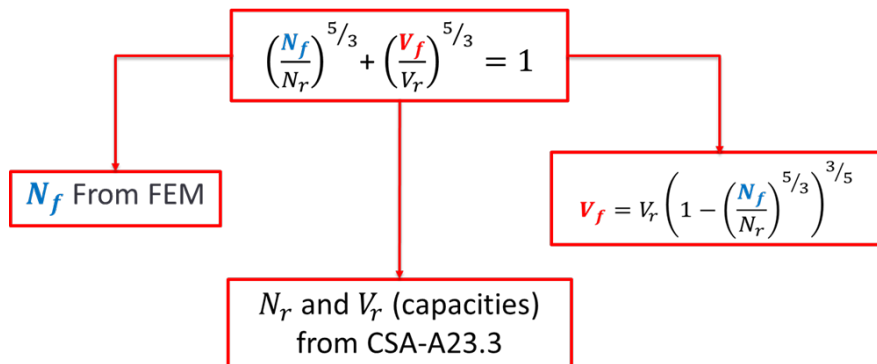 (N_f/N_r)^{5/3} + (V_f/V_r)^{5/3} = 1
N_f From FEM
V_f = V_r (1 − (N_f/N_r)^{5/3})^{3/5}
N_r and V_r (capacities)
from CSA-A23.3